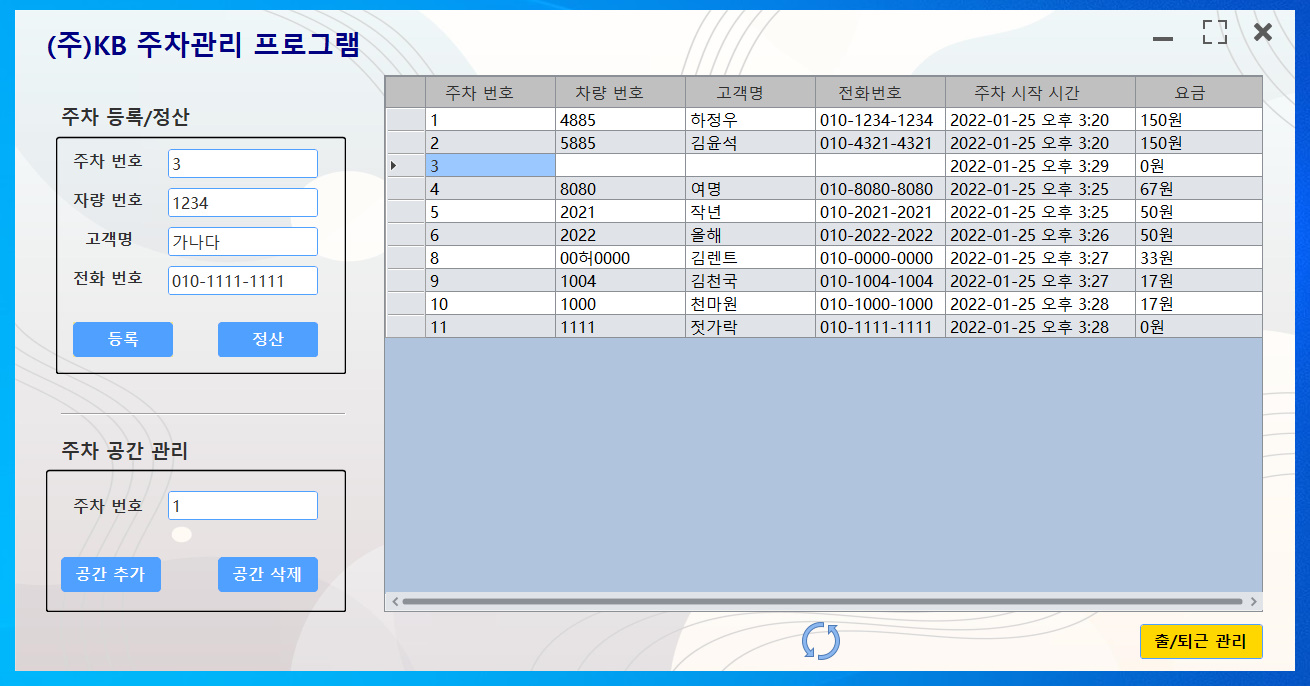 (주)KB 주차관리 프로그램
주차 등록/정산
주차 번호 3
자량 번호 1234
고객명 가나다
전화 번호 010-1111-1111
등록 정산
주차 공간 관리
주차 번호 1
공간 추가 공간 삭제
주차 번호 차량 번호 고객명 전화번호 주차 시작 시간 요금
1 4885 하정우 010-1234-1234 2022-01-25 오후 3:20 150원
2 5885 김윤석 010-4321-4321 2022-01-25 오후 3:20 150원
3 2022-01-25 오후 3:29 0원
4 8080 여명 010-8080-8080 2022-01-25 오후 3:25 67원
5 2021 작년 010-2021-2021 2022-01-25 오후 3:25 50원
6 2022 올해 010-2022-2022 2022-01-25 오후 3:26 50원
8 00허0000 김렌트 010-0000-0000 2022-01-25 오후 3:27 33원
9 1004 김천국 010-1004-1004 2022-01-25 오후 3:27 17원
10 1000 천마원 010-1000-1000 2022-01-25 오후 3:28 17원
11 1111 젓가락 010-1111-1111 2022-01-25 오후 3:28 0원
출/퇴근 관리